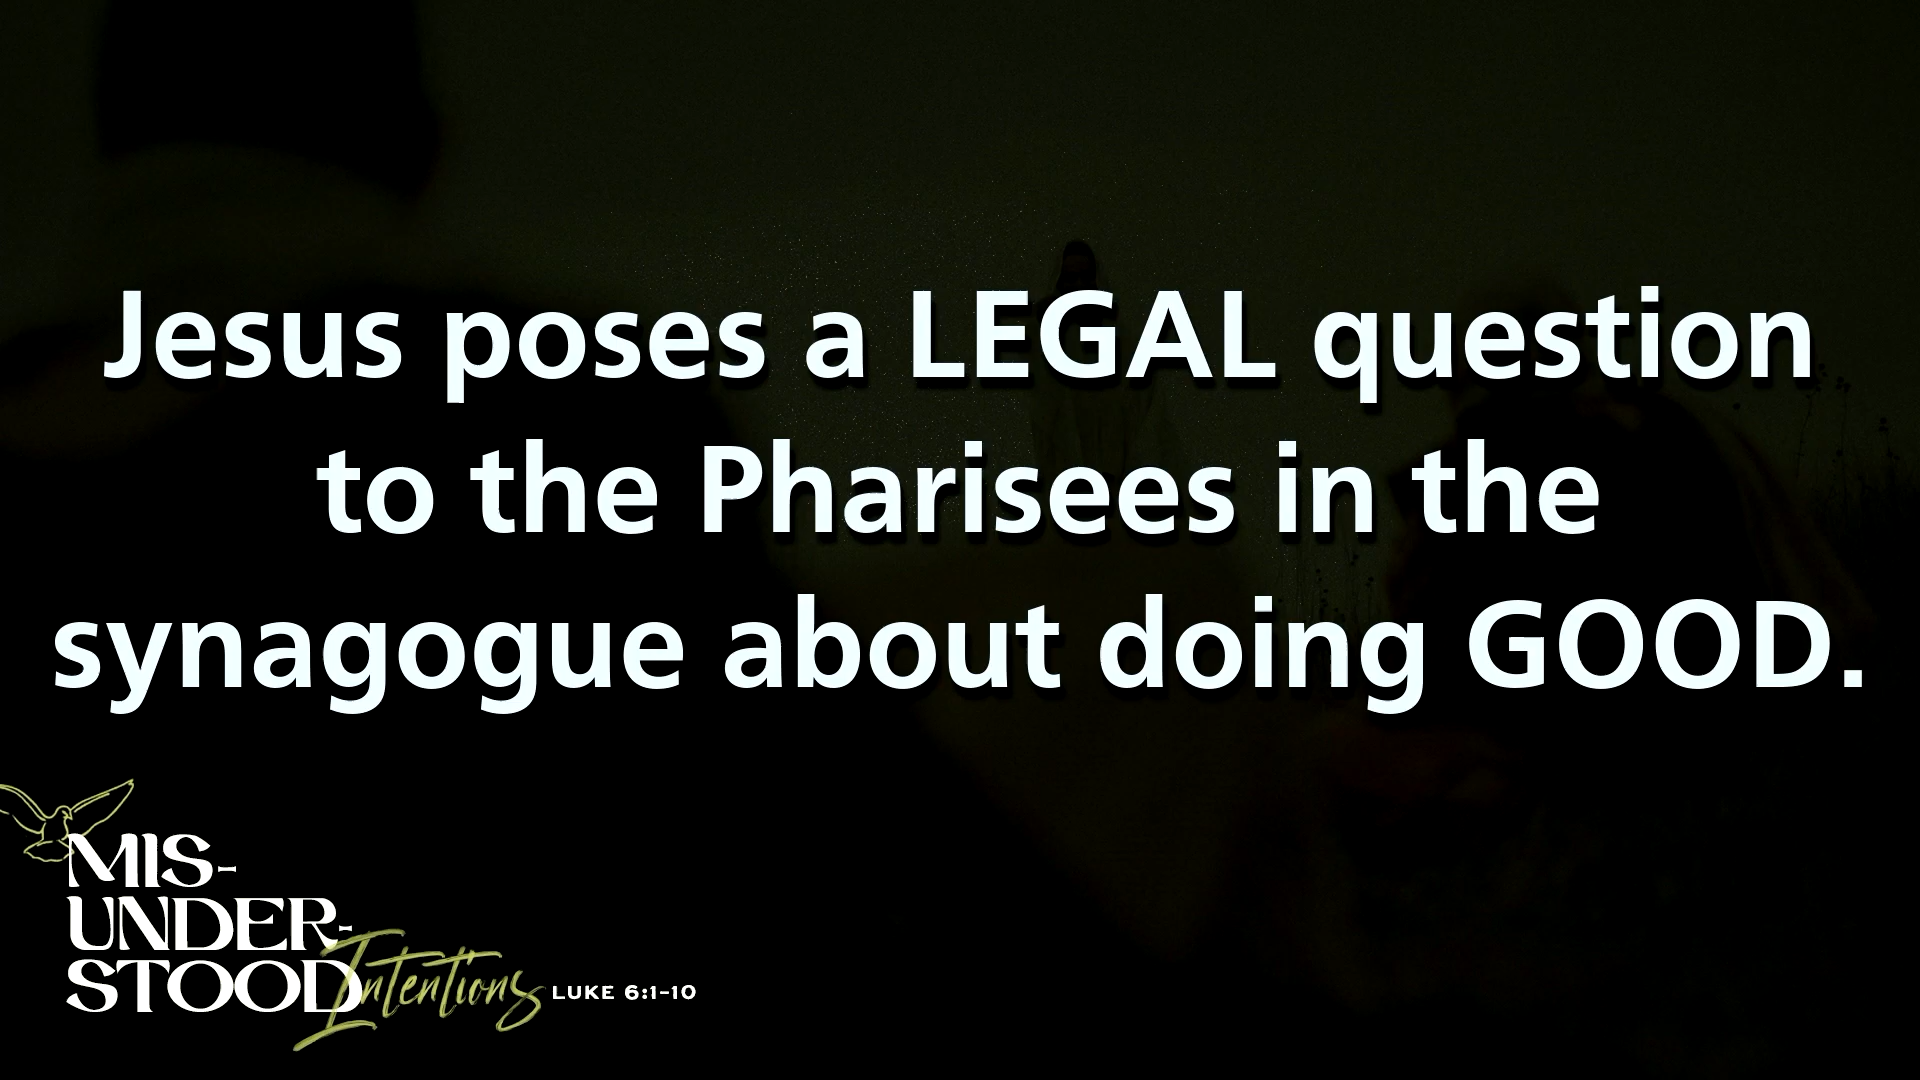 Jesus poses a LEGAL question
to the Pharisees in the
synagogue about doing GOOD.
MIS-
UNDER-
STOOD
Intentions
LUKE 6:1-10